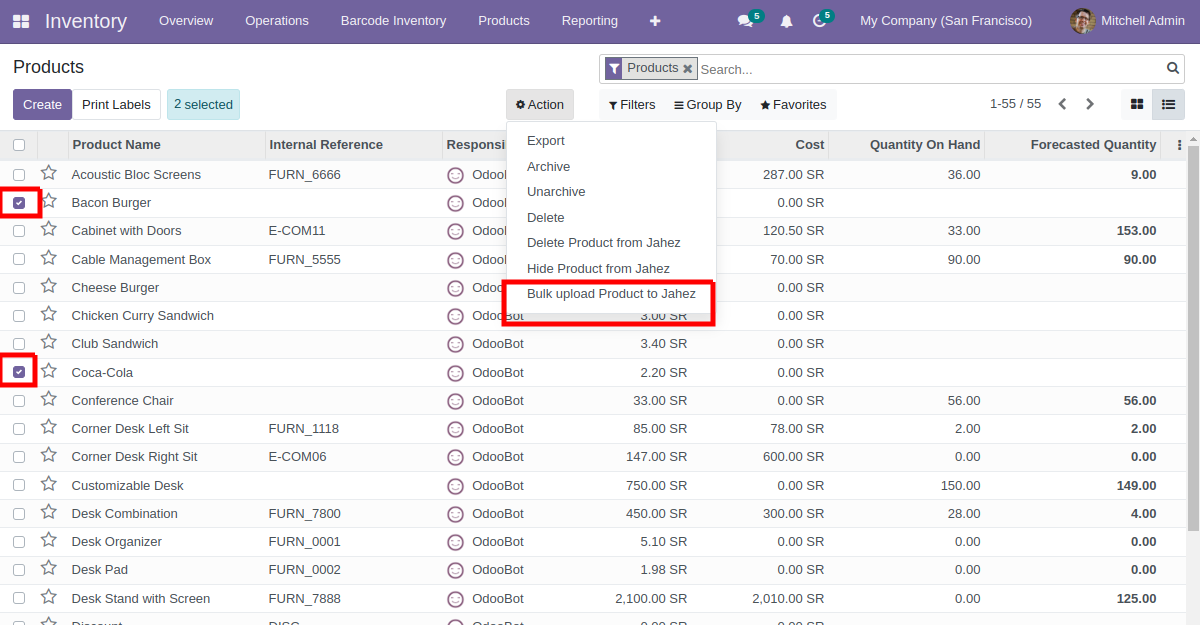 Inventory Overview Operations Barcode Inventory Products Reporting 5 5 My Company (San Francisco) Mitchell Admin
Products
Products Search...
Create Print Labels 2 selected Action Filters Group By Favorites 1-55 / 55
Export
Archive
Unarchive
Delete
Delete Product from Jahez
Hide Product from Jahez
Bulk upload Product to Jahez
Product Name Internal Reference Cost Quantity On Hand Forecasted Quantity
Acoustic Bloc Screens FURN_6666 287.00 SR 36.00 9.00
Bacon Burger 0.00 SR
Cabinet with Doors E-COM11 120.50 SR 33.00 153.00
Cable Management Box FURN_5555 70.00 SR 90.00 90.00
Cheese Burger 0.00 SR
Chicken Curry Sandwich OdooBot 3.00 SR 0.00 SR
Club Sandwich OdooBot 3.40 SR 0.00 SR
Coca-Cola OdooBot 2.20 SR 0.00 SR
Conference Chair OdooBot 33.00 SR 0.00 SR 56.00 56.00
Corner Desk Left Sit FURN_1118 OdooBot 85.00 SR 78.00 SR 2.00 2.00
Corner Desk Right Sit E-COM06 OdooBot 147.00 SR 600.00 SR 0.00 0.00
Customizable Desk OdooBot 750.00 SR 0.00 SR 150.00 149.00
Desk Combination FURN_7800 OdooBot 450.00 SR 300.00 SR 28.00 4.00
Desk Organizer FURN_0001 OdooBot 5.10 SR 0.00 SR 0.00 0.00
Desk Pad FURN_0002 OdooBot 1.98 SR 0.00 SR 0.00 0.00
Desk Stand with Screen FURN_7888 OdooBot 2,100.00 SR 2,010.00 SR 0.00 125.00